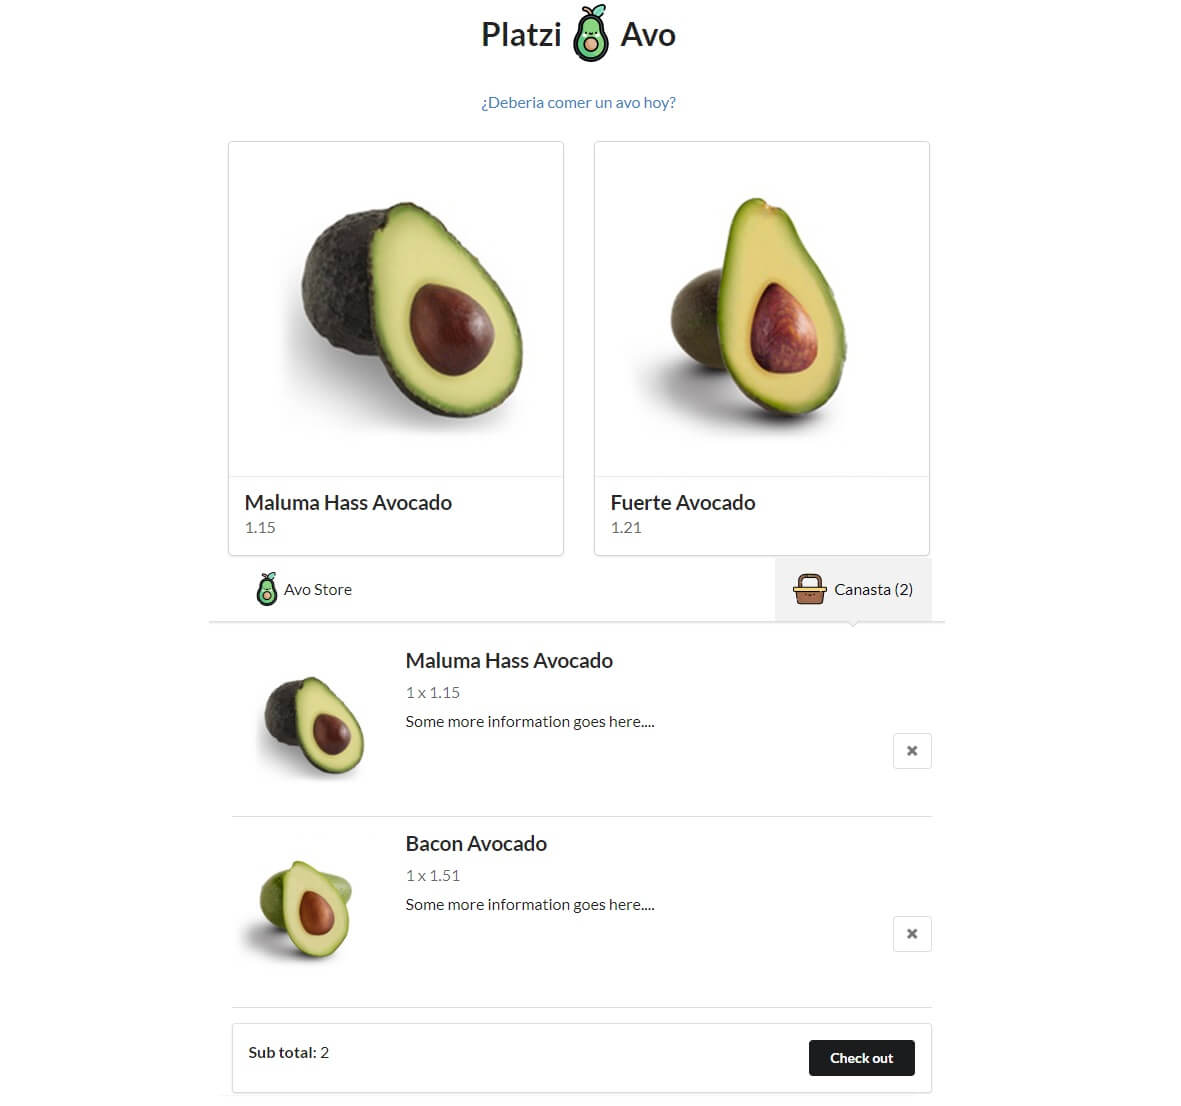 Platzi Avo
¿Deberia comer un avo hoy?
Maluma Hass Avocado
1.15
Fuerte Avocado
1.21
Avo Store
Canasta (2)
Maluma Hass Avocado
1 x 1.15
Some more information goes here....
Bacon Avocado
1 x 1.51
Some more information goes here....
Sub total: 2
Check out